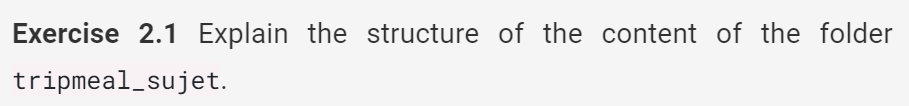 Exercise 2.1 Explain the structure of the content of the folder
tripmeal_sujet.